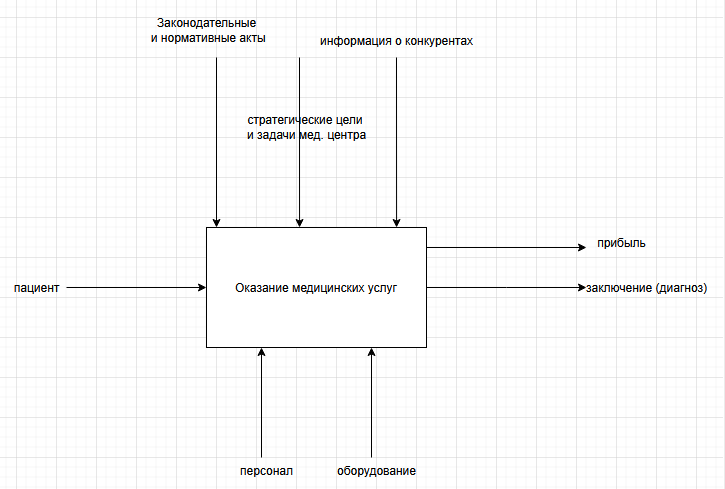 Законодательные
и нормативные акты
информация о конкурентах
стратегические цели
и задачи мед. центра
прибыль
пациент
Оказание медицинских услуг
заключение (диагноз)
персонал
оборудование